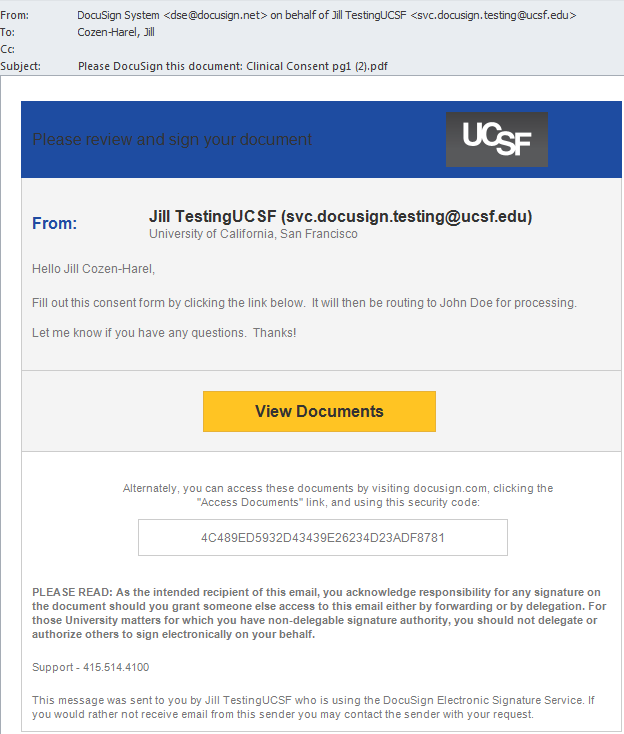 From: DocuSign System <dse@docusign.net> on behalf of Jill TestingUCSF <svc.docusign.testing@ucsf.edu>
To: Cozen-Harel, Jill
Cc:
Subject: Please DocuSign this document: Clinical Consent pg1 (2).pdf
Please review and sign your document
UCSF
From: Jill TestingUCSF (svc.docusign.testing@ucsf.edu)
University of California, San Francisco
Hello Jill Cozen-Harel,
Fill out this consent form by clicking the link below.  It will then be routing to John Doe for processing.
Let me know if you have any questions.  Thanks!
View Documents
Alternately, you can access these documents by visiting docusign.com, clicking the
"Access Documents" link, and using this security code:
4C489ED5932D43439E26234D23ADF8781
PLEASE READ: As the intended recipient of this email, you acknowledge responsibility for any signature on
the document should you grant someone else access to this email either by forwarding or by delegation. For
those University matters for which you have non-delegable signature authority, you should not delegate or
authorize others to sign electronically on your behalf.
Support - 415.514.4100
This message was sent to you by Jill TestingUCSF who is using the DocuSign Electronic Signature Service. If
you would rather not receive email from this sender you may contact the sender with your request.